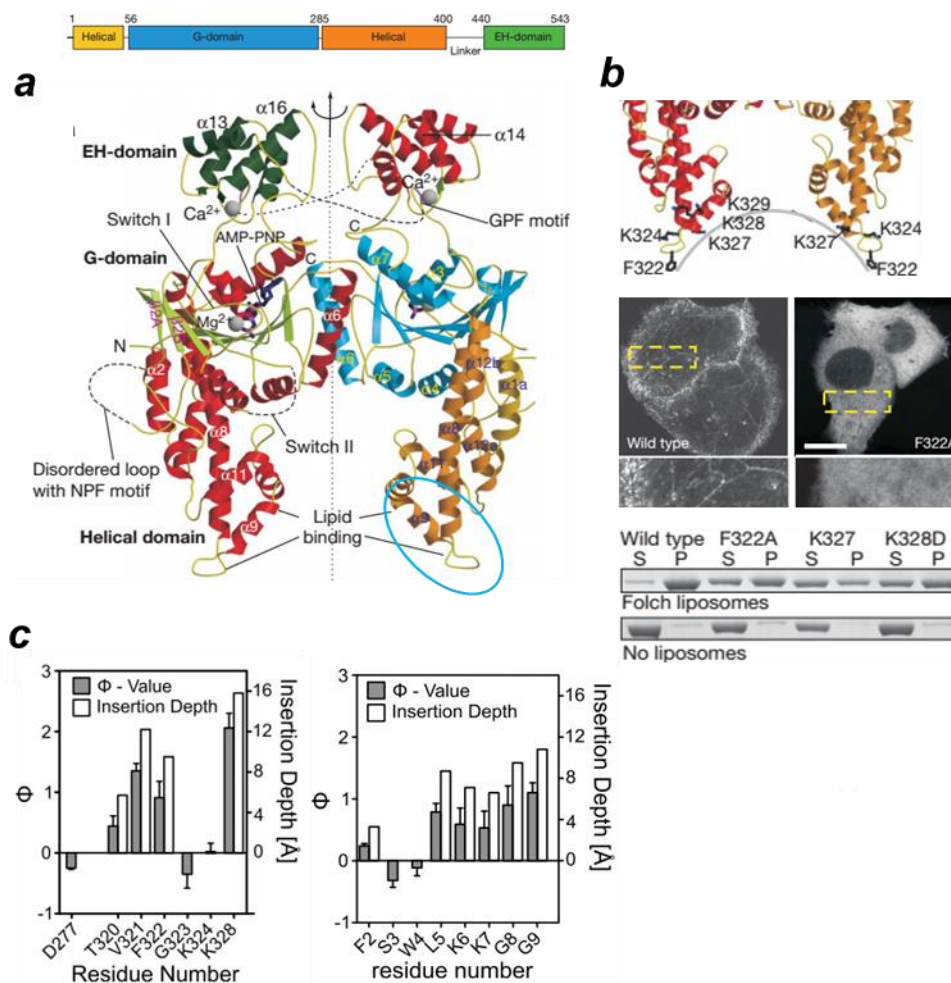 1 56 285 400 440 543
Helical G-domain Helical Linker EH-domain
a
α13 α16
α14
EH-domain
Ca2+ Ca2+
GPF motif
Switch I
AMP-PNP
C
G-domain
C α7 α3
Mg2+
α6
N
α6
α12b
α2 α5 α4 α1a
α8 α8
Switch II
Disordered loop
with NPF motif
α11
α9 α9
Lipid
binding
Helical domain
b
K329
K328
K324 K327 K327 K324
F322 F322
Wild type F322A
Wild type F322A K327 K328D
S P S P S P S P
Folch liposomes
No liposomes
c
Φ - Value
Insertion Depth
3 2 1 0 -1
16 12 8 4 0
Φ
Insertion Depth [Å]
D277 T320 V321 F322 G323 K324 K328
Residue Number
Φ - Value
Insertion Depth
3 2 1 0 -1
16 12 8 4 0
Φ
Insertion Depth [Å]
F2 S3 W4 L5 K6 K7 G8 G9
residue number